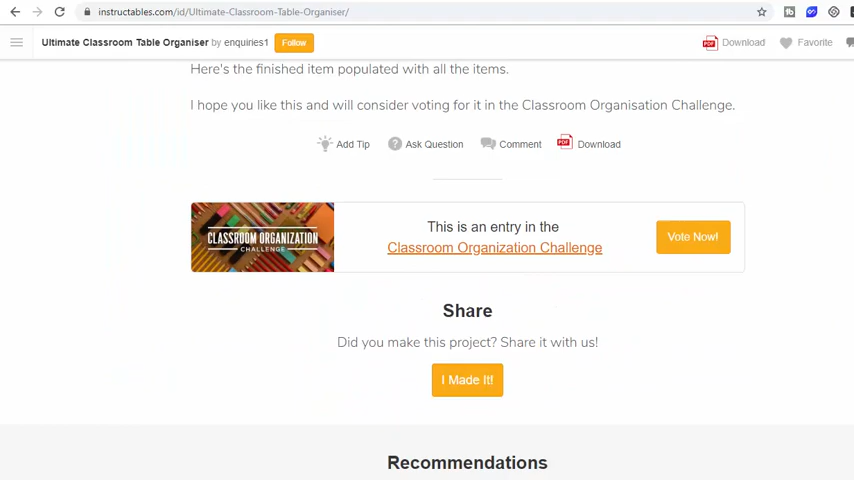 instructables.com/id/Ultimate-Classroom-Table-Organiser/
Ultimate Classroom Table Organiser by enquiries1 Follow PDF Download Favorite
Here's the finished item populated with all the items.
I hope you like this and will consider voting for it in the Classroom Organisation Challenge.
Add Tip ? Ask Question Comment PDF Download
CLASSROOM ORGANIZATION
CHALLENGE
This is an entry in the
Classroom Organization Challenge
Vote Now!
Share
Did you make this project? Share it with us!
I Made It!
Recommendations